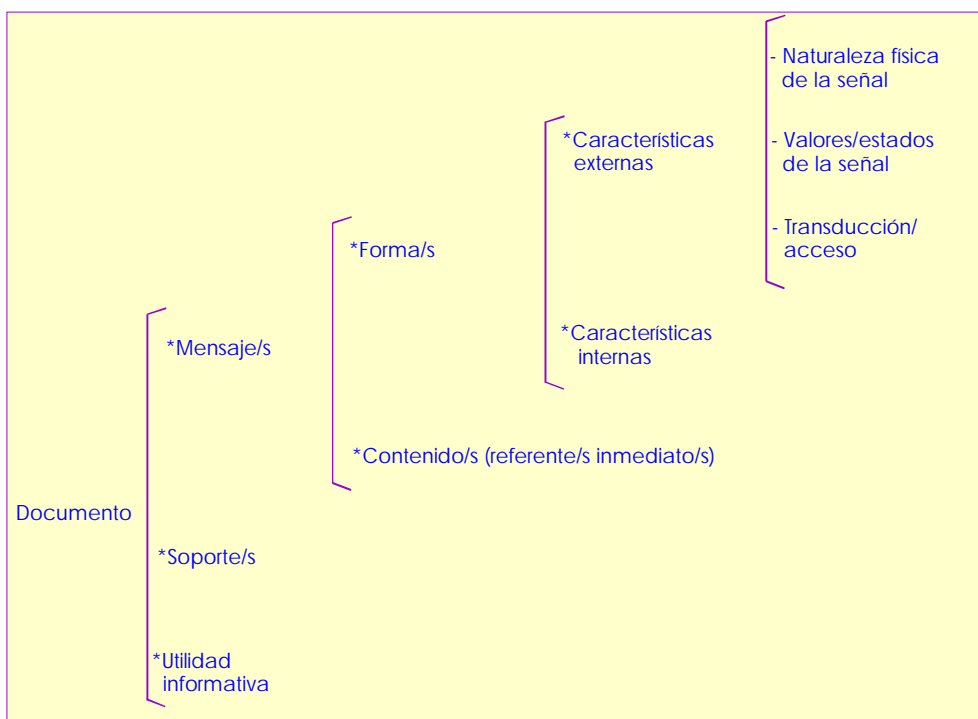 - Naturaleza física
de la señal
*Características
externas
- Valores/estados
de la señal
*Forma/s
- Transducción/
acceso
*Mensaje/s
*Características
internas
*Contenido/s (referente/s inmediato/s)
Documento
*Soporte/s
*Utilidad
informativa